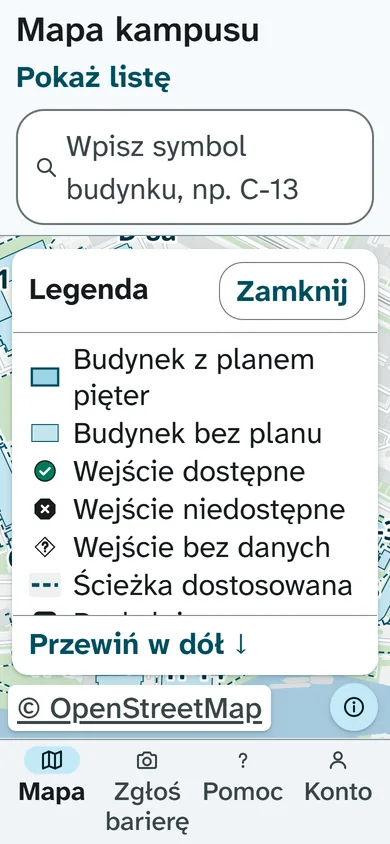 Mapa kampusu
Pokaż listę
Wpisz symbol
budynku, np. C-13
Legenda
Zamknij
Budynek z planem
pięter
Budynek bez planu
Wejście dostępne
Wejście niedostępne
Wejście bez danych
Ścieżka dostosowana
Przewiń w dół ↓
© OpenStreetMap
Mapa
Zgłoś
barierę
Pomoc
Konto